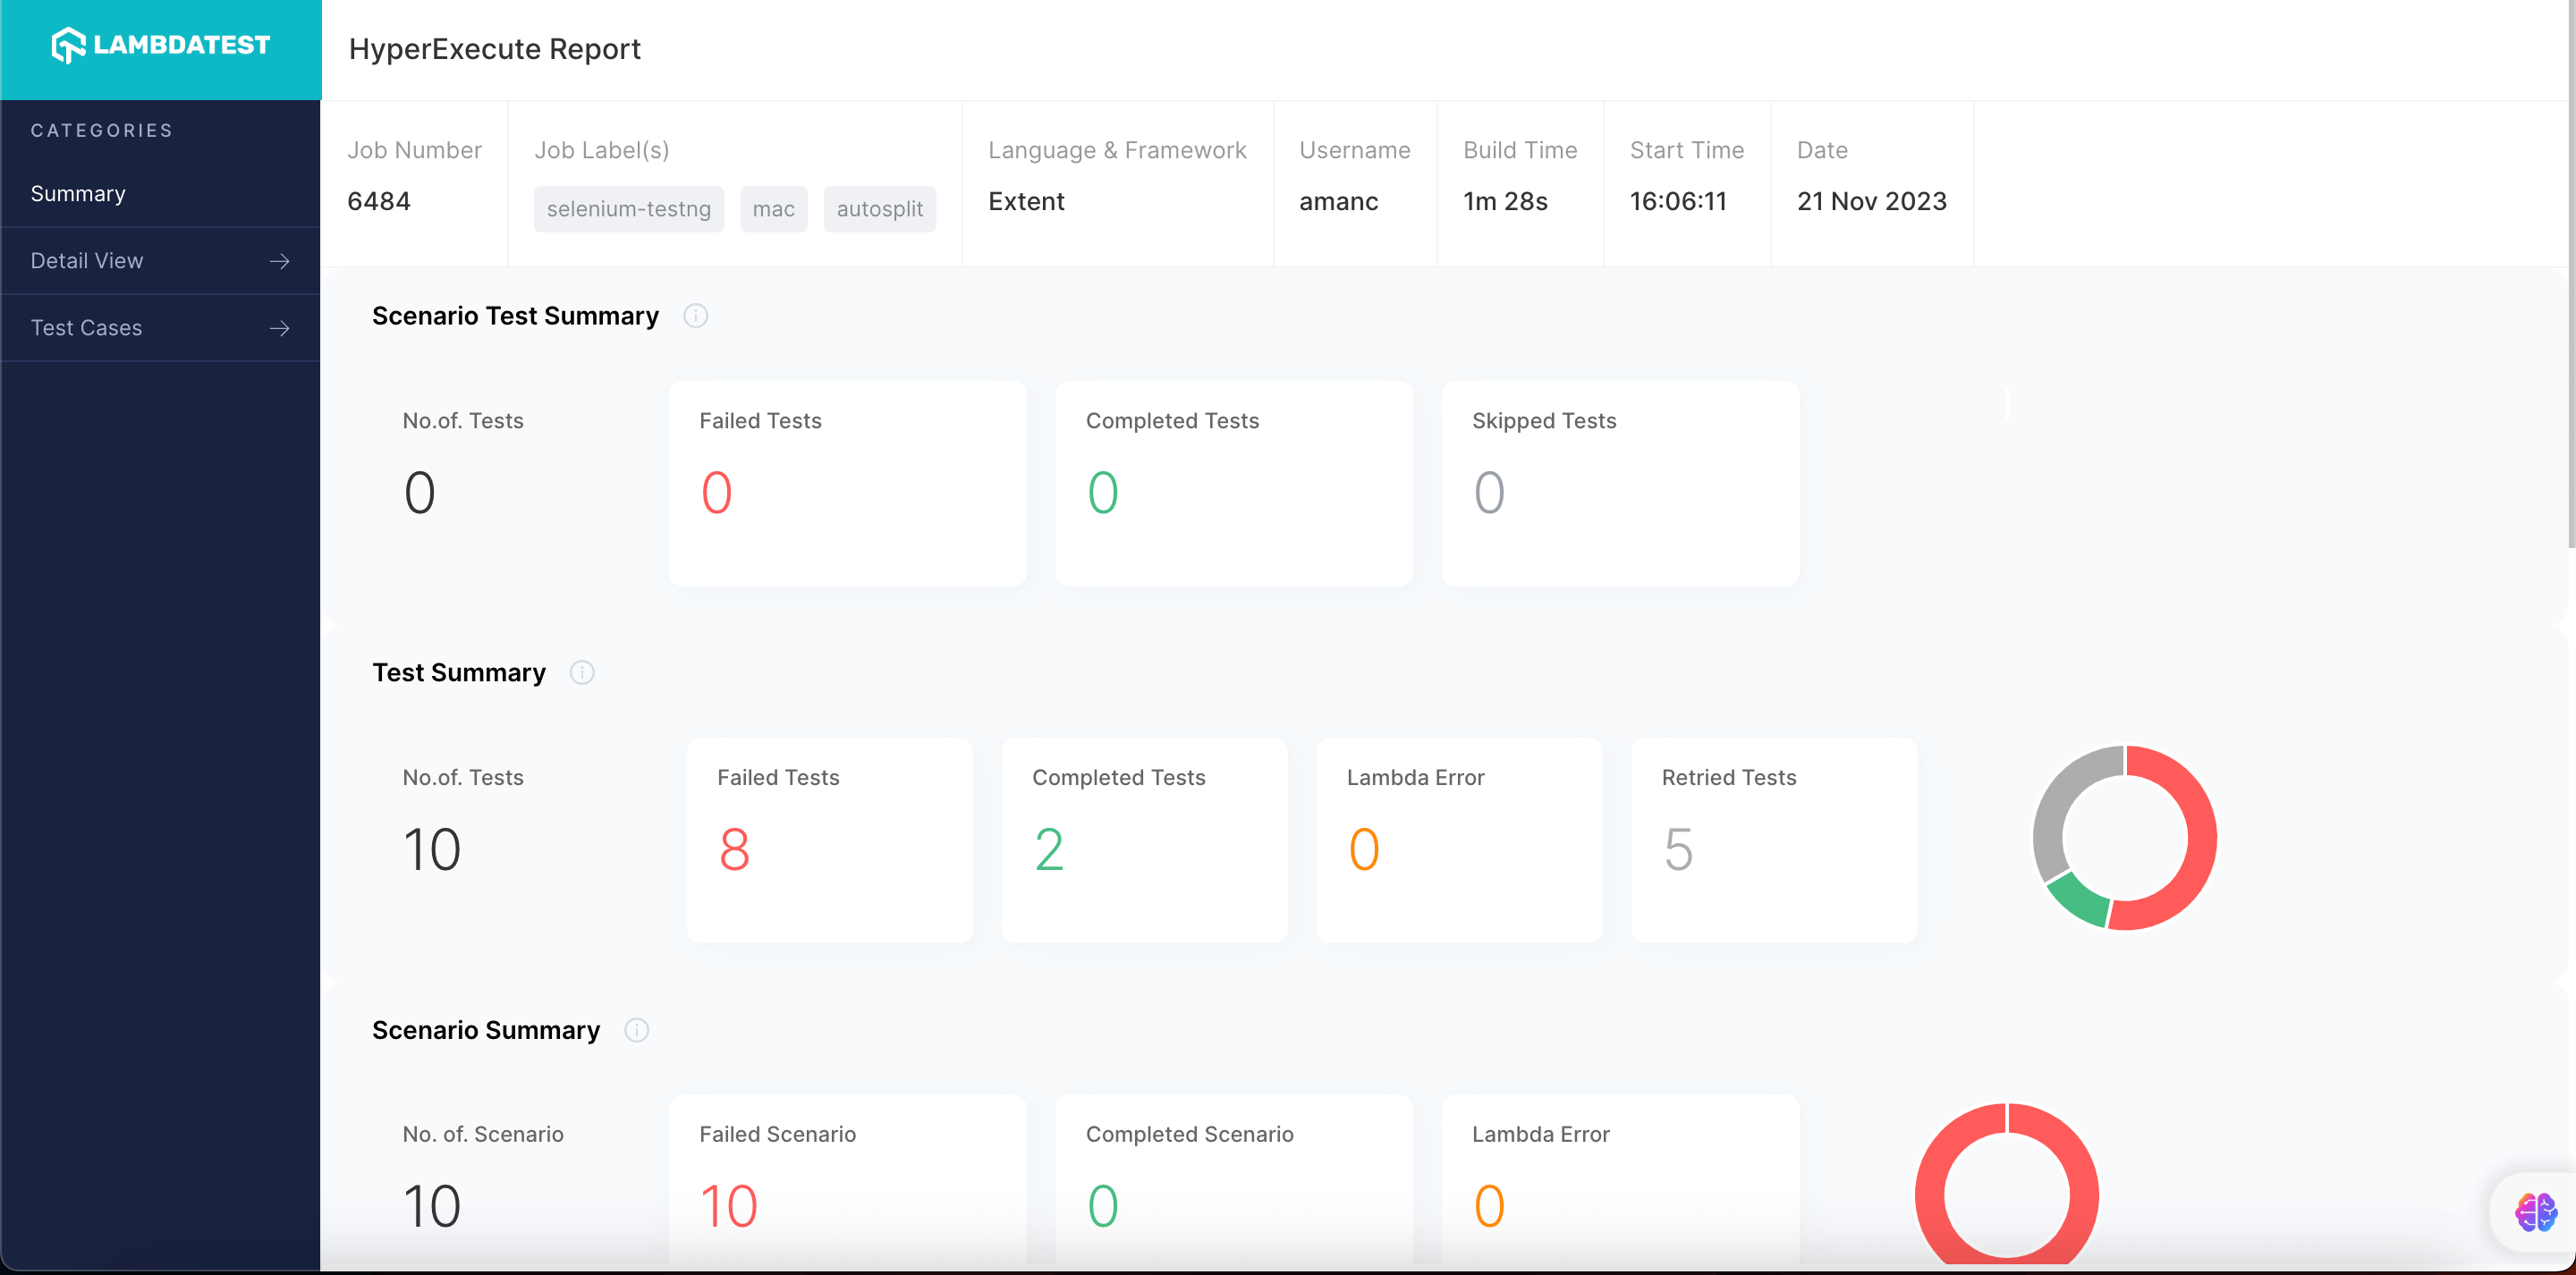 LAMBDATEST
HyperExecute Report
CATEGORIES
Summary
Detail View
Test Cases
Job Number
6484
Job Label(s)
selenium-testng mac autosplit
Language & Framework
Extent
Username
amanc
Build Time
1m 28s
Start Time
16:06:11
Date
21 Nov 2023
Scenario Test Summary
No.of. Tests
0
Failed Tests
0
Completed Tests
0
Skipped Tests
0
Test Summary
No.of. Tests
10
Failed Tests
8
Completed Tests
2
Lambda Error
0
Retried Tests
5
Scenario Summary
No. of. Scenario
10
Failed Scenario
10
Completed Scenario
0
Lambda Error
0